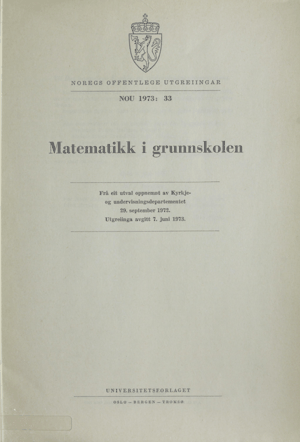 NOREGS OFFENTLEGE UTGREIINGAR
NOU 1973: 33
Matematikk i grunnskolen
Frå eit utval oppnemnt av Kyrkje-
og undervisningsdepartementet
29. september 1972.
Utgreiinga avgitt 7. juni 1973.
UNIVERSITETSFORLAGET
OSLO — BERGEN — TROMSØ